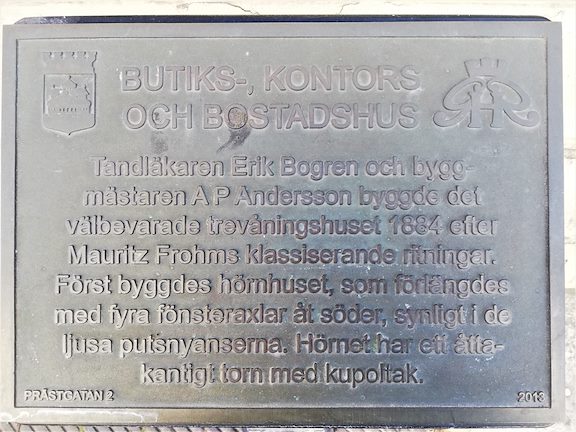 BUTIKS-, KONTORS
OCH BOSTADSHUS
Tandläkaren Erik Bogren och bygg-
mästaren A P Andersson byggde det
välbevarade trevåningshuset 1884 efter
Mauritz Frohms klassiserande ritningar.
Först byggdes hörnhuset, som förlängdes
med fyra fönsteraxlar åt söder, synligt i de
ljusa putsnyanserna. Hörnet har ett åtta-
kantigt torn med kupoltak.
PRÄSTGATAN 2
2013